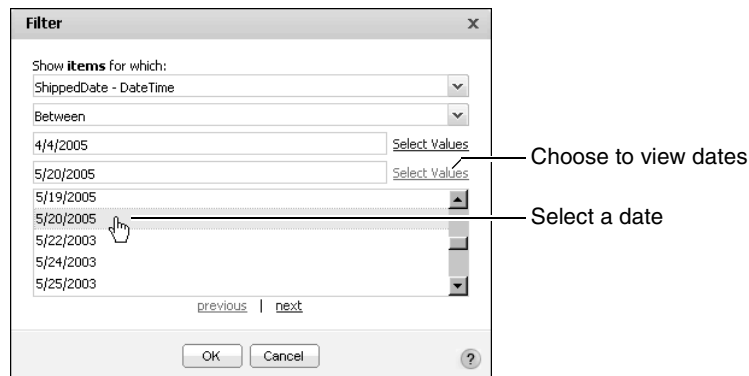 Filter x
Show items for which:
ShippedDate - DateTime
Between
4/4/2005 Select Values
5/20/2005 Select Values
Choose to view dates
5/19/2005
5/20/2005
Select a date
5/22/2003
5/24/2003
5/25/2003
previous | next
OK Cancel ?